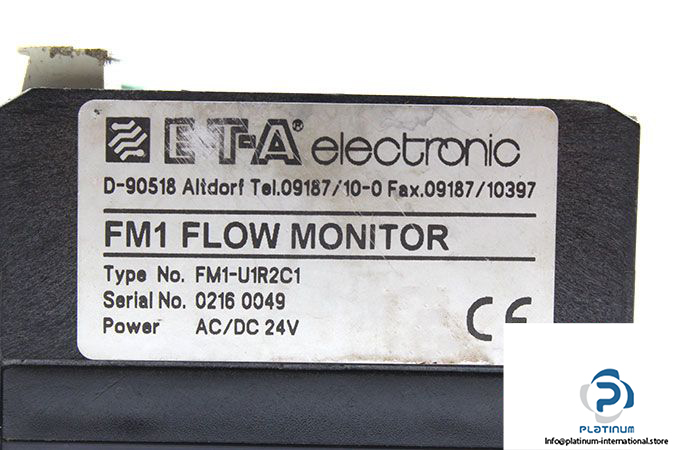 E-T-A® electronic
D-90518 Altdorf Tel.09187/10-0 Fax.09187/10397
FM1 FLOW MONITOR
Type No. FM1-U1R2C1
Serial No. 0216 0049
Power AC/DC 24V
CE
PLATINUM
Info@platinum-international.store